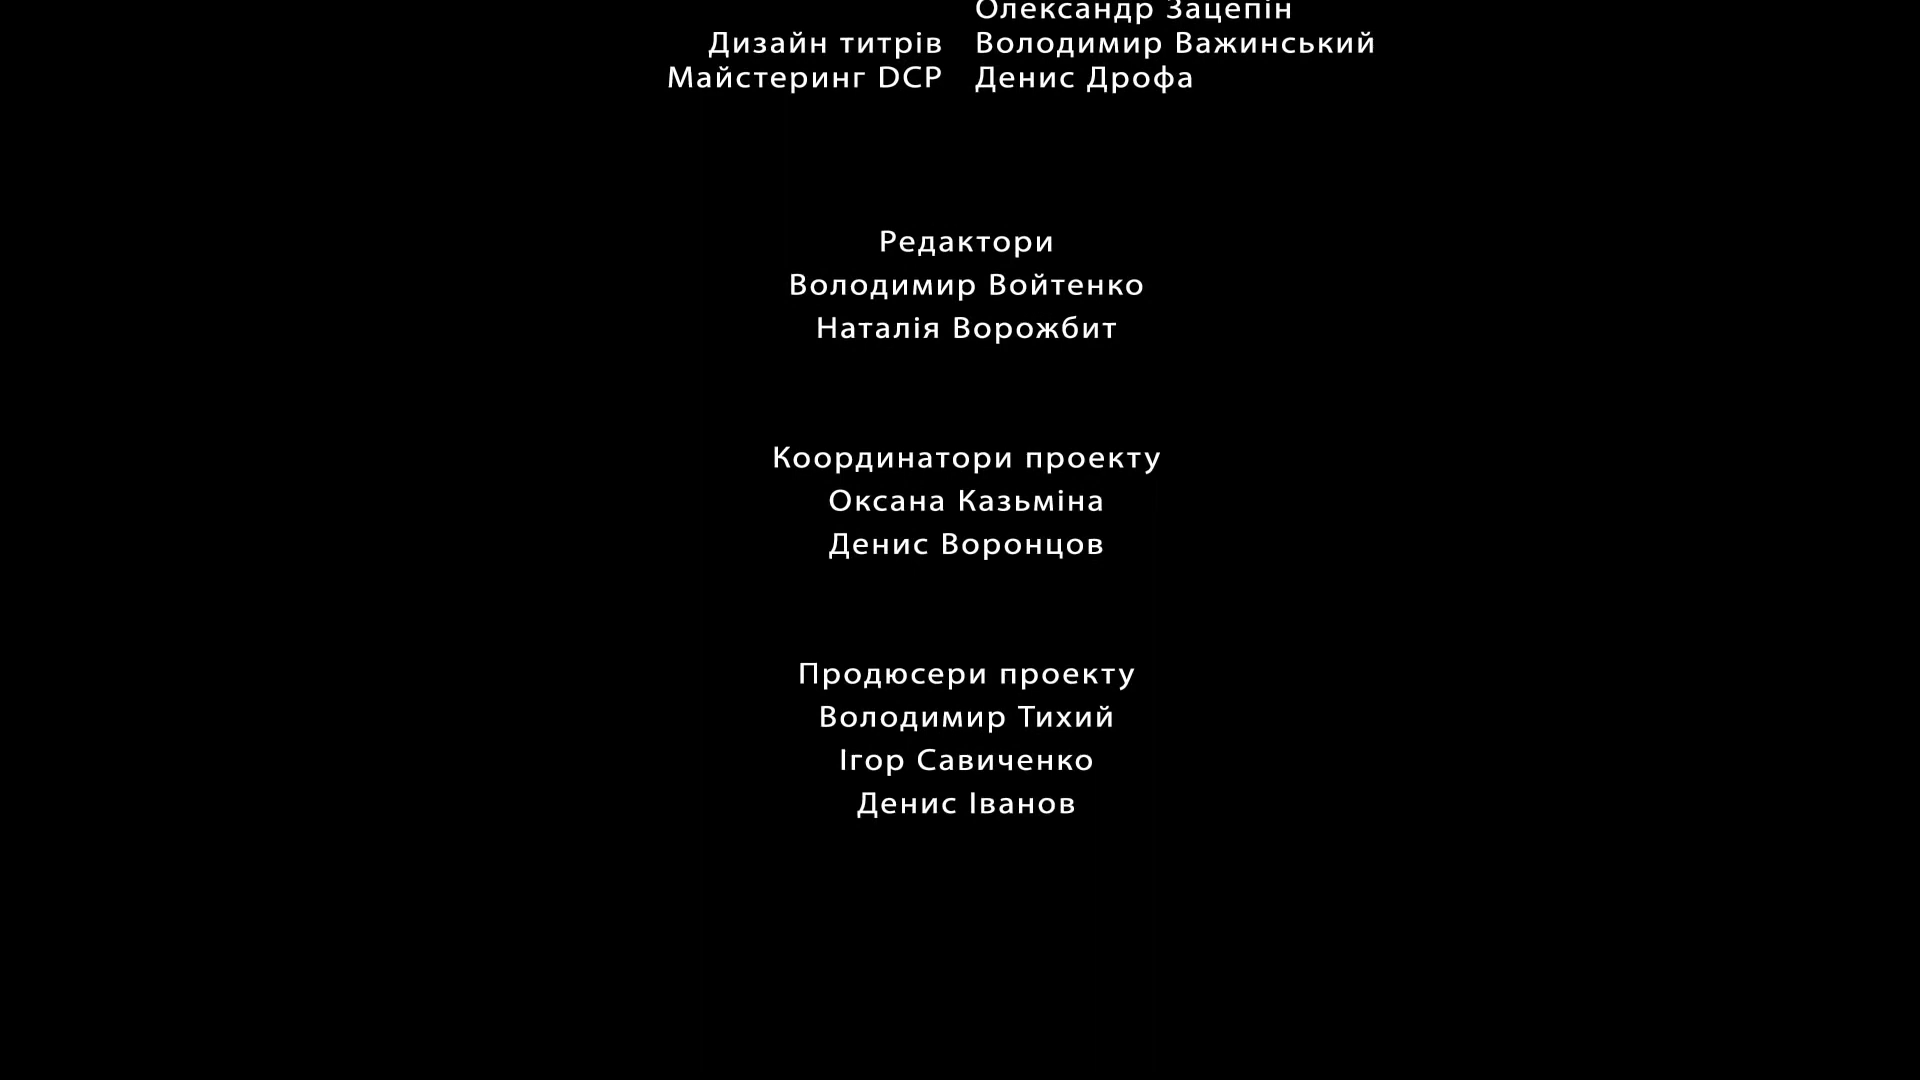 Олександр Зацепін
Дизайн титрів Володимир Важинський
Майстеринг DCP Денис Дрофа
Редактори
Володимир Войтенко
Наталія Ворожбит
Координатори проекту
Оксана Казьміна
Денис Воронцов
Продюсери проекту
Володимир Тихий
Ігор Савиченко
Денис Іванов